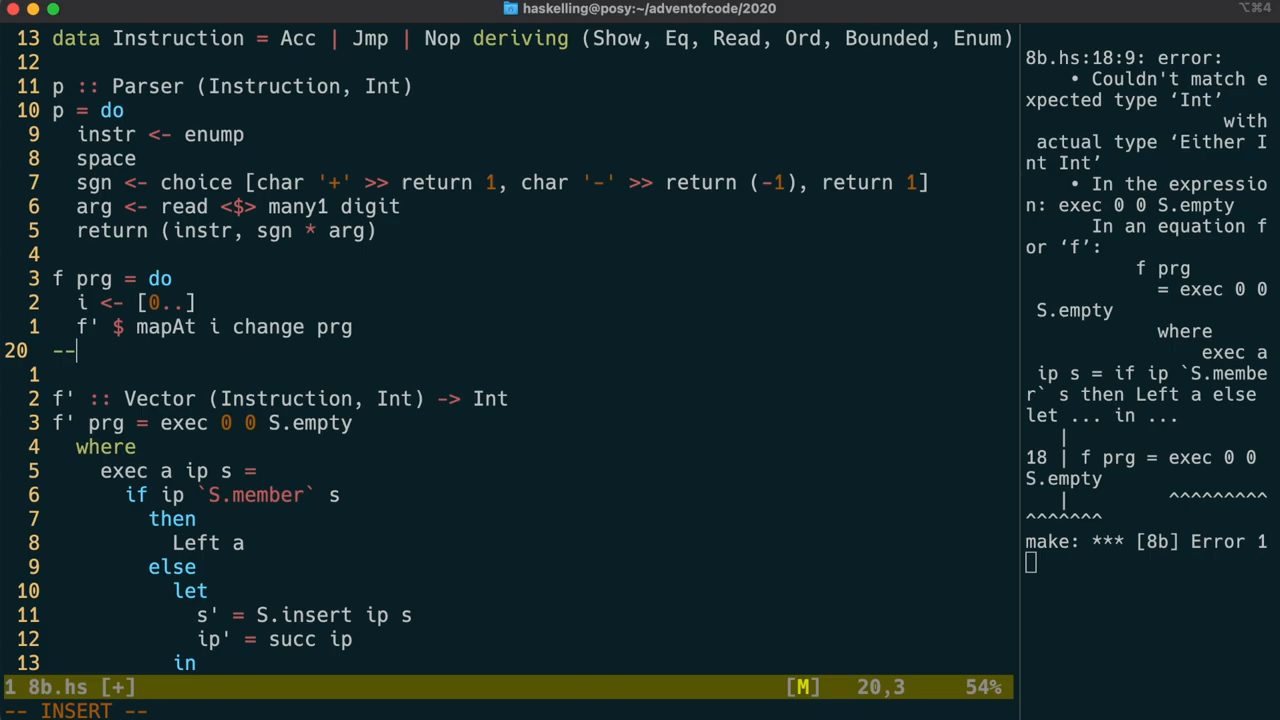 haskelling@posy:~/adventofcode/2020
⌥⌘4
13 data Instruction = Acc | Jmp | Nop deriving (Show, Eq, Read, Ord, Bounded, Enum)
12
11 p :: Parser (Instruction, Int)
10 p = do
9   instr <- enump
8   space
7   sgn <- choice [char '+' >> return 1, char '-' >> return (-1), return 1]
6   arg <- read <$> many1 digit
5   return (instr, sgn * arg)
4
3 f prg = do
2   i <- [0..]
1   f' $ mapAt i change prg
20 --
1
2 f' :: Vector (Instruction, Int) -> Int
3 f' prg = exec 0 0 S.empty
4   where
5     exec a ip s =
6       if ip `S.member` s
7         then
8           Left a
9         else
10           let
11             s' = S.insert ip s
12             ip' = succ ip
13           in
1 8b.hs [+] [M] 20,3 54%
-- INSERT --
8b.hs:18:9: error:
• Couldn't match e
xpected type ‘Int’
with
actual type ‘Either I
nt Int’
• In the expressio
n: exec 0 0 S.empty
In an equation f
or ‘f’:
f prg
= exec 0 0
S.empty
where
exec a
ip s = if ip `S.membe
r` s then Left a else
let ... in ...
|
18 | f prg = exec 0 0
S.empty
| ^^^^^^^^^
^^^^^^^
make: *** [8b] Error 1